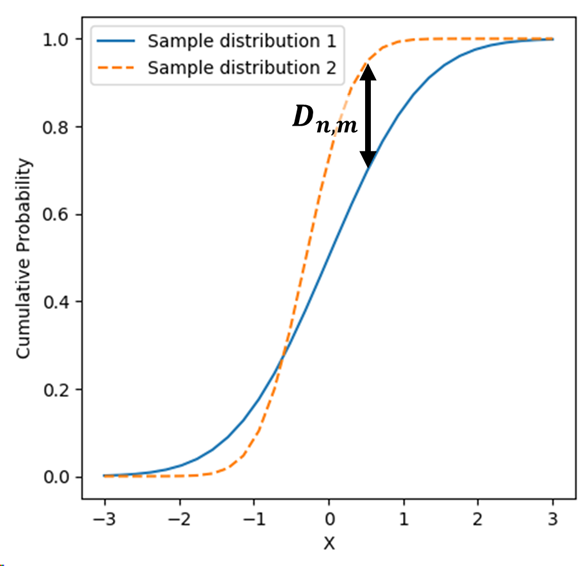 1.0
0.8
0.6
0.4
0.2
0.0
Cumulative Probability
Sample distribution 1
Sample distribution 2
Dn,m
−3 −2 −1 0 1 2 3
X